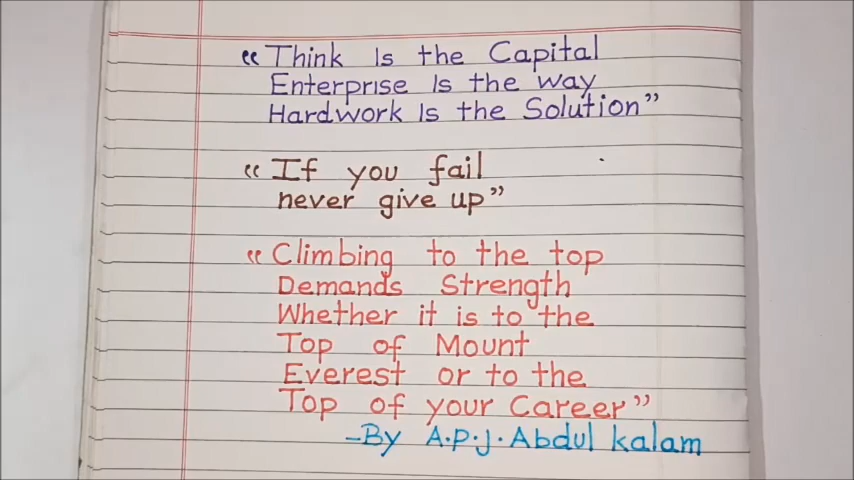 “Think Is the Capital
Enterprise Is the way
Hardwork Is the Solution”
“If you fail
never give up”
“Climbing to the top
Demands Strength
Whether it is to the
Top of Mount
Everest or to the
Top of your Career”
-By A.P.J. Abdul kalam